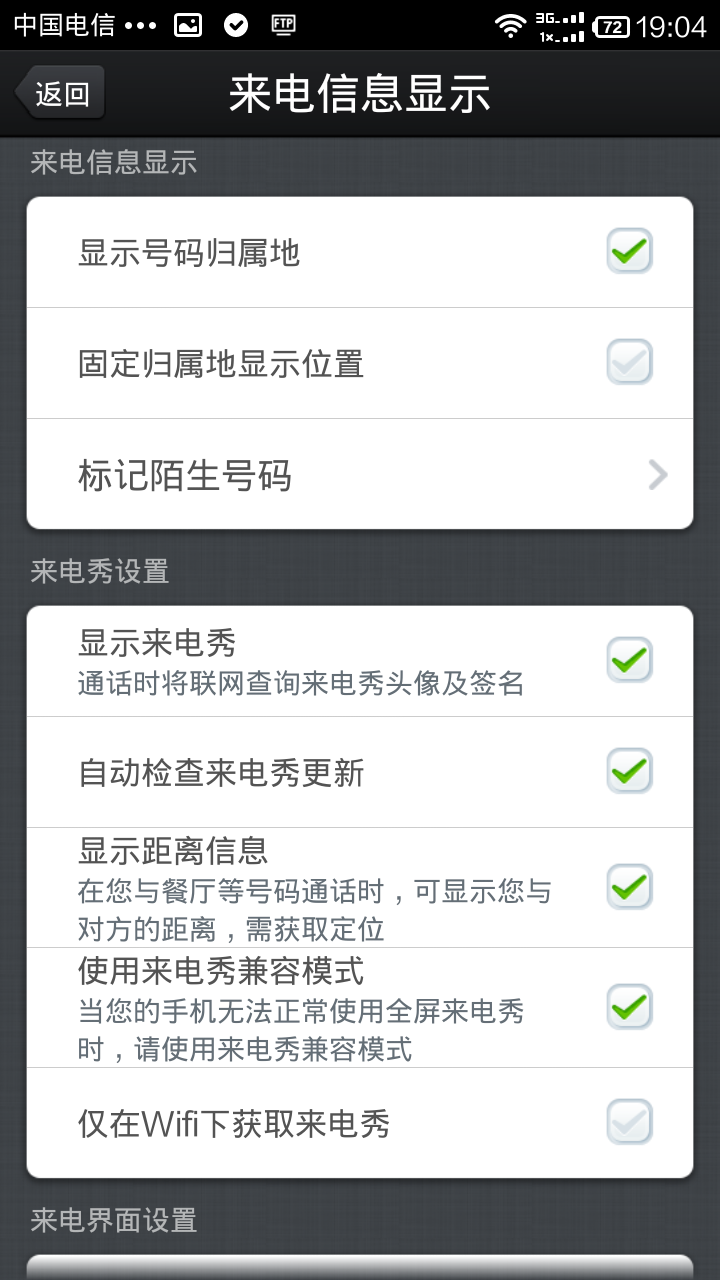 中国电信 ••• FTP 3G 1× 72 19:04
返回 来电信息显示
来电信息显示
显示号码归属地
固定归属地显示位置
标记陌生号码
来电秀设置
显示来电秀
通话时将联网查询来电秀头像及签名
自动检查来电秀更新
显示距离信息
在您与餐厅等号码通话时，可显示您与
对方的距离，需获取定位
使用来电秀兼容模式
当您的手机无法正常使用全屏来电秀
时，请使用来电秀兼容模式
仅在Wifi下获取来电秀
来电界面设置